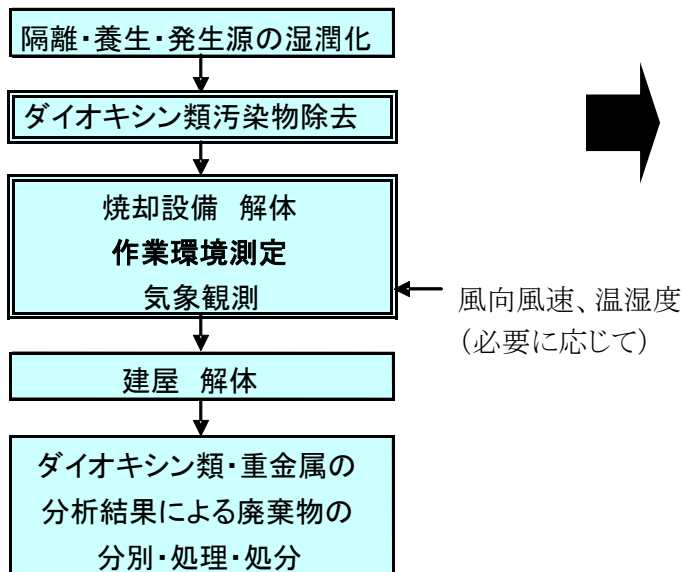 隔離・養生・発生源の湿潤化
ダイオキシン類汚染物除去
焼却設備 解体
作業環境測定
気象観測
風向風速、温湿度
(必要に応じて)
建屋 解体
ダイオキシン類・重金属の
分析結果による廃棄物の
分別・処理・処分